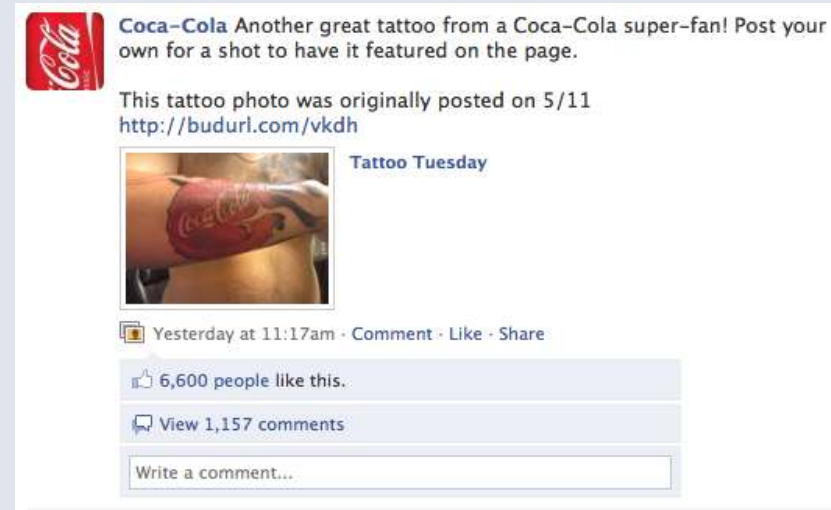 Coca-Cola Another great tattoo from a Coca-Cola super-fan! Post your
own for a shot to have it featured on the page.
This tattoo photo was originally posted on 5/11
http://budurl.com/vkdh
Tattoo Tuesday
Coca-Cola
Yesterday at 11:17am · Comment · Like · Share
6,600 people like this.
View 1,157 comments
Write a comment...